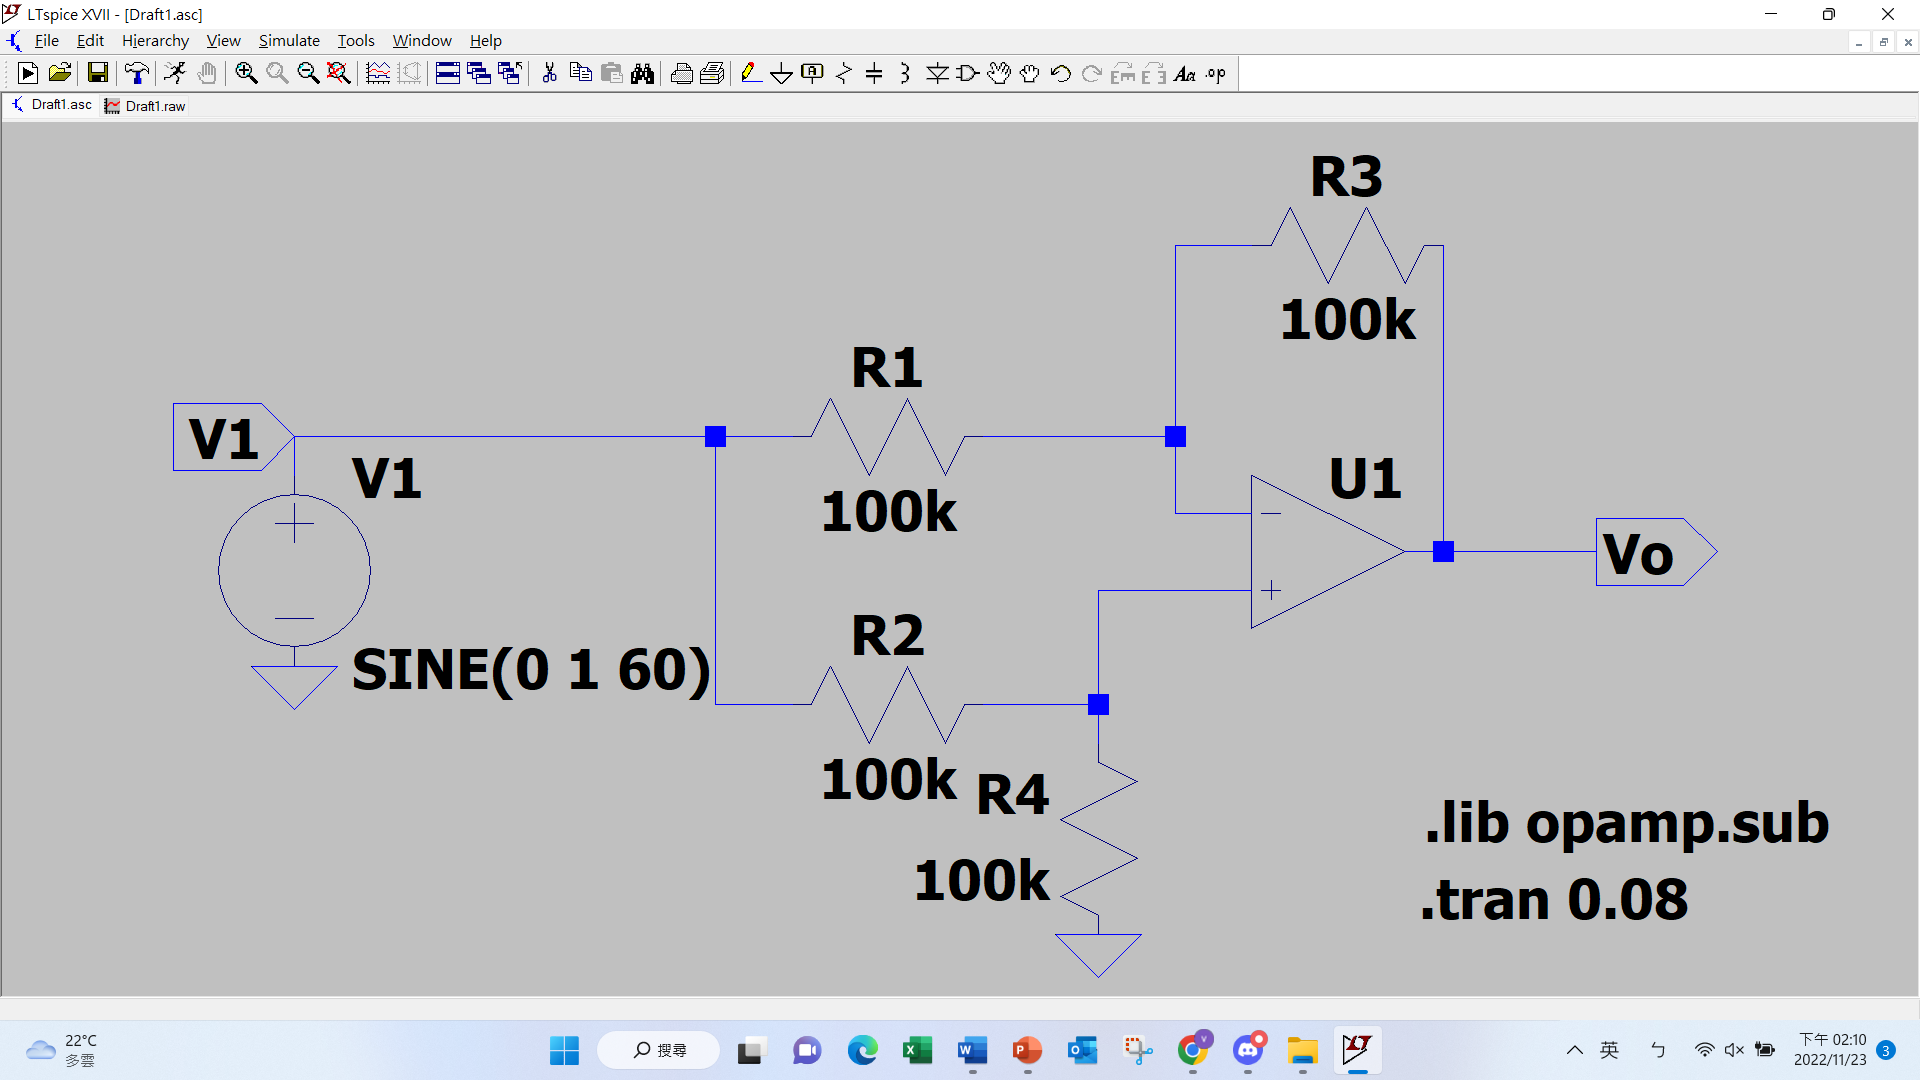 LTspice XVII - [Draft1.asc]
File Edit Hierarchy View Simulate Tools Window Help
Draft1.asc Draft1.raw
R3
100k
R1
100k
V1
V1
SINE(0 1 60)
U1
Vo
R2
100k
R4
100k
.lib opamp.sub
.tran 0.08
22°C
多雲
搜尋
英
ㄅ
下午 02:10
2022/11/23
3